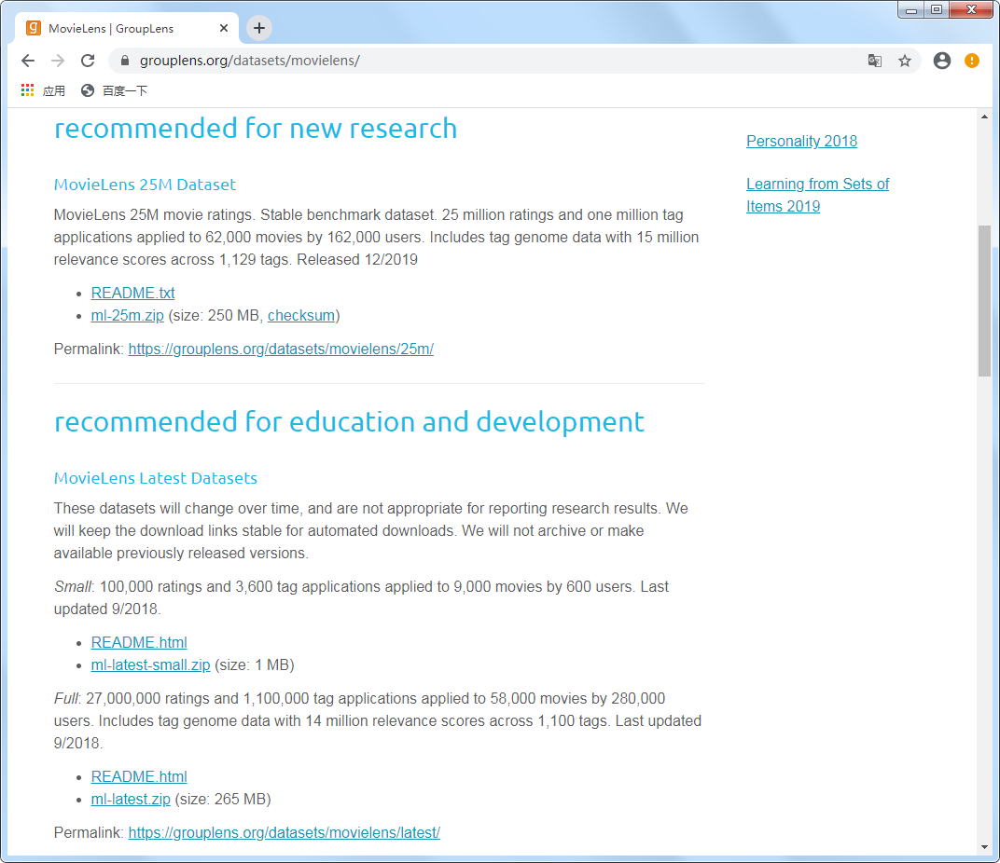 MovieLens | GroupLens
grouplens.org/datasets/movielens/
应用 百度一下
recommended for new research
MovieLens 25M Dataset
MovieLens 25M movie ratings. Stable benchmark dataset. 25 million ratings and one million tag
applications applied to 62,000 movies by 162,000 users. Includes tag genome data with 15 million
relevance scores across 1,129 tags. Released 12/2019
README.txt
ml-25m.zip (size: 250 MB, checksum)
Permalink: https://grouplens.org/datasets/movielens/25m/
recommended for education and development
MovieLens Latest Datasets
These datasets will change over time, and are not appropriate for reporting research results. We
will keep the download links stable for automated downloads. We will not archive or make
available previously released versions.
Small: 100,000 ratings and 3,600 tag applications applied to 9,000 movies by 600 users. Last
updated 9/2018.
README.html
ml-latest-small.zip (size: 1 MB)
Full: 27,000,000 ratings and 1,100,000 tag applications applied to 58,000 movies by 280,000
users. Includes tag genome data with 14 million relevance scores across 1,100 tags. Last updated
9/2018.
README.html
ml-latest.zip (size: 265 MB)
Permalink: https://grouplens.org/datasets/movielens/latest/
Personality 2018
Learning from Sets of
Items 2019